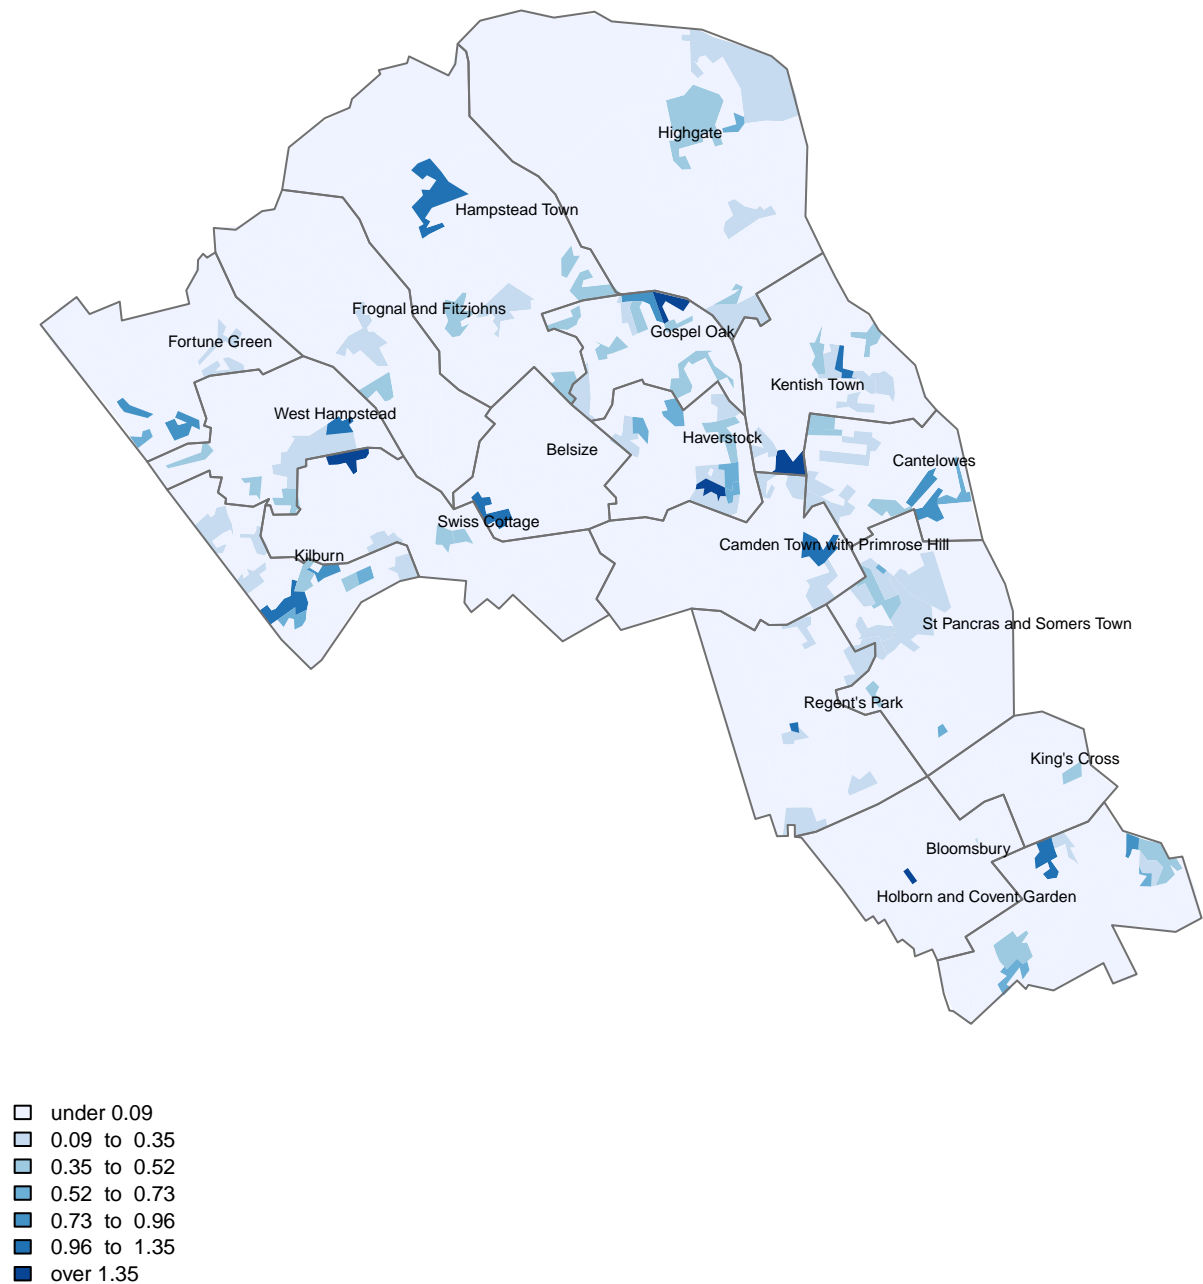 Highgate
Hampstead Town
Frognal and Fitzjohns
Gospel Oak
Fortune Green
Kentish Town
West Hampstead
Haverstock
Belsize
Cantelowes
Swiss Cottage
Camden Town with Primrose Hill
Kilburn
St Pancras and Somers Town
Regent's Park
King's Cross
Bloomsbury
Holborn and Covent Garden
under 0.09
0.09 to 0.35
0.35 to 0.52
0.52 to 0.73
0.73 to 0.96
0.96 to 1.35
over 1.35